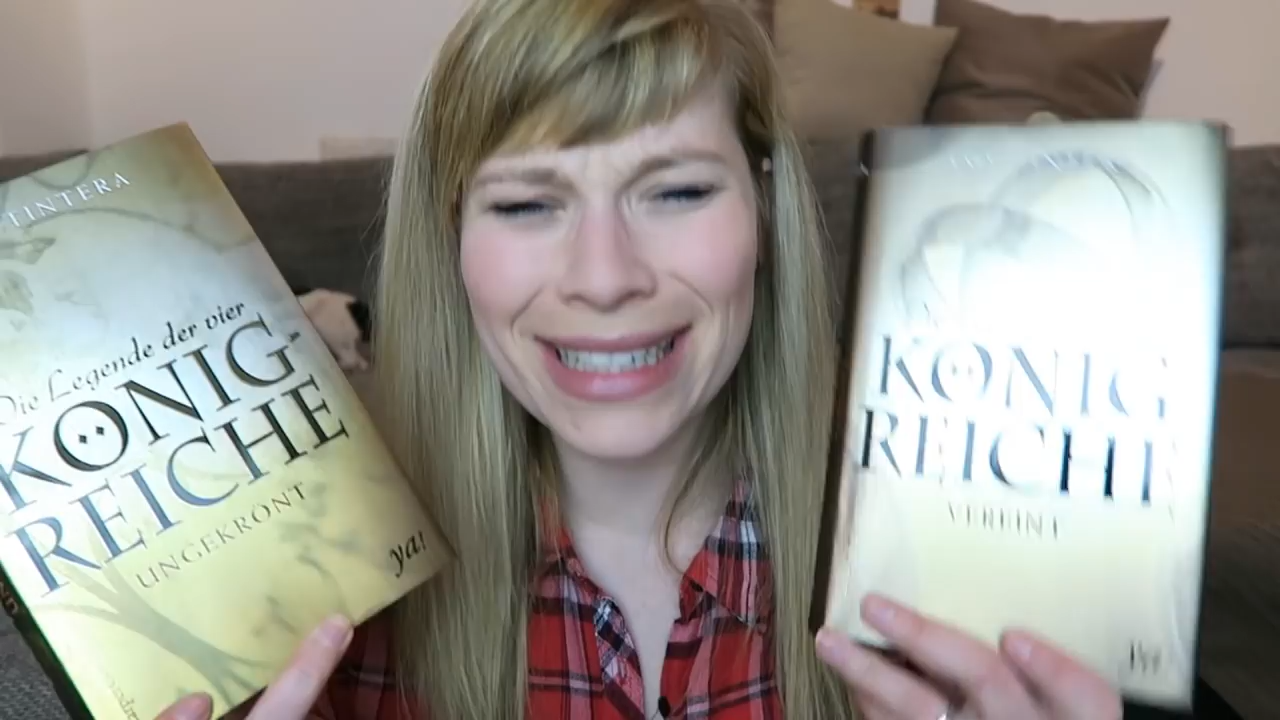 TINTERA
Die Legende der vier
KÖNIG-
REICHE
UNGEKRÖNT
ya!
KÖNIG
REICHE
VEREINT